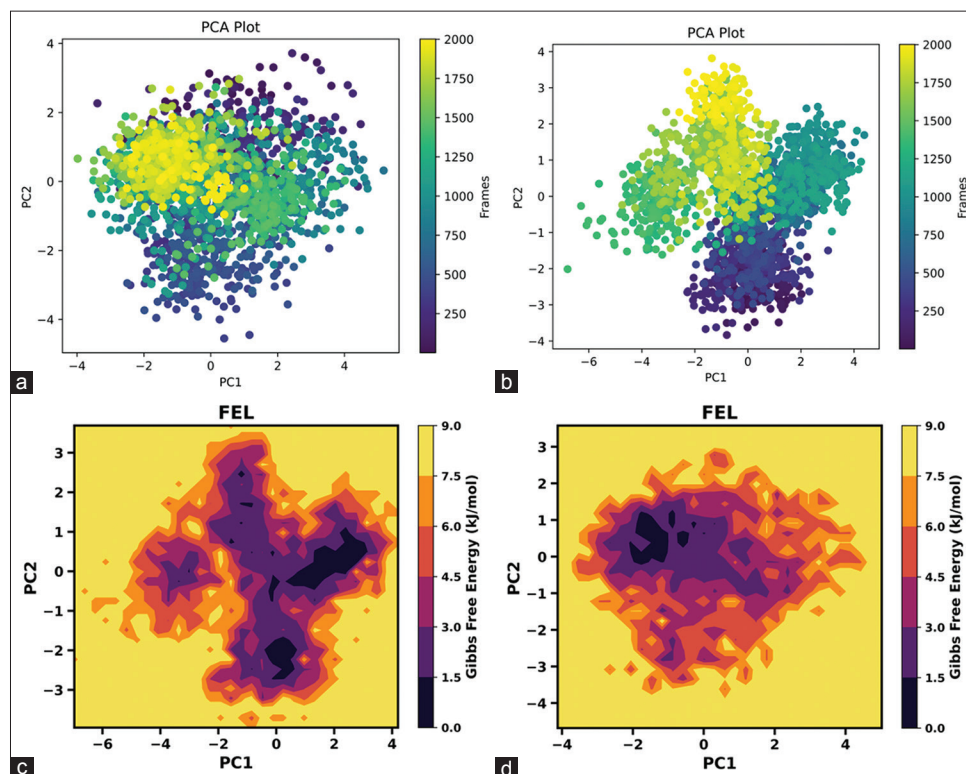 PCA Plot
4
2
0
−2
−4
PC2
−4 −2 0 2 4
PC1
2000
1750
1500
1250
1000
750
500
250
Frames
a
PCA Plot
4
3
2
1
0
−1
−2
−3
−4
PC2
−6 −4 −2 0 2 4
PC1
2000
1750
1500
1250
1000
750
500
250
Frames
b
FEL
3
2
1
0
−1
−2
−3
PC2
−6 −4 −2 0 2 4
PC1
9.0
7.5
6.0
4.5
3.0
1.5
0.0
Gibbs Free Energy (kJ/mol)
c
FEL
3
2
1
0
−1
−2
−3
−4
PC2
−4 −2 0 2 4
PC1
9.0
7.5
6.0
4.5
3.0
1.5
0.0
Gibbs Free Energy (kJ/mol)
d